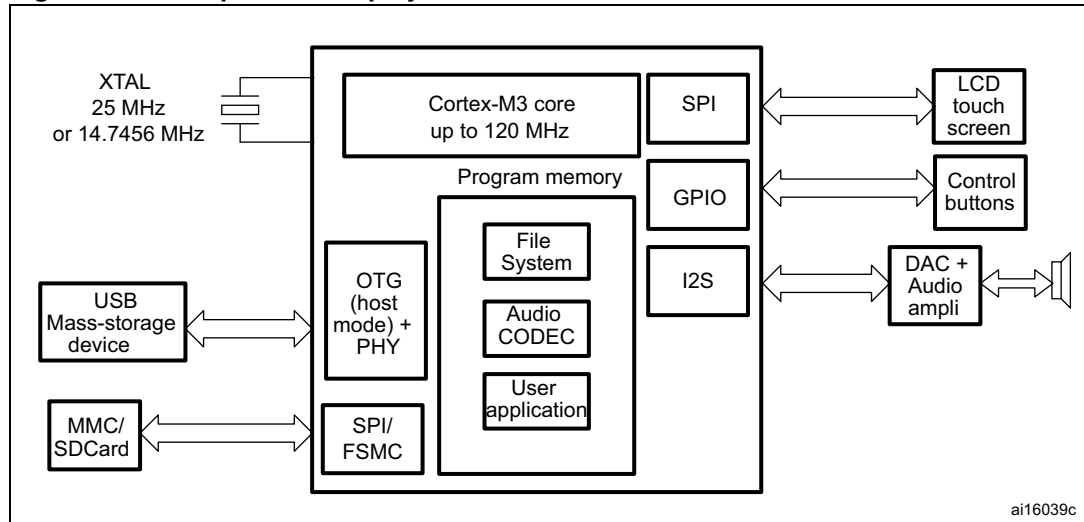 XTAL
25 MHz
or 14.7456 MHz
Cortex-M3 core
up to 120 MHz
SPI
LCD
touch
screen
Program memory
GPIO
Control
buttons
File
System
OTG
(host
mode) +
PHY
I2S
DAC +
Audio
ampli
USB
Mass-storage
device
Audio
CODEC
User
application
MMC/
SDCard
SPI/
FSMC
ai16039c